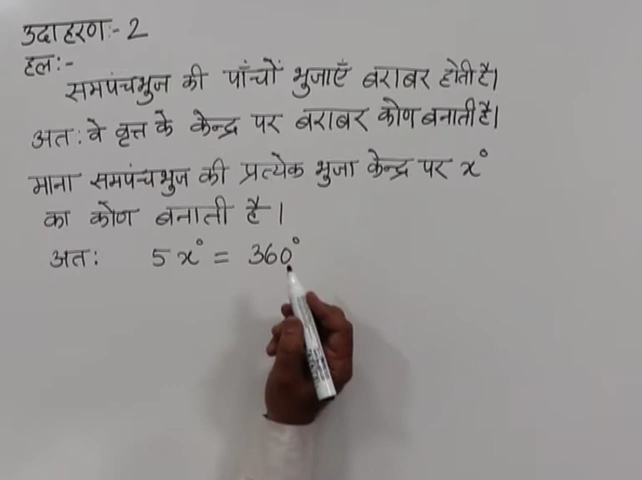 उदाहरण:- 2
हल:-
समपंचभुज की पाँचों भुजाएँ बराबर होती है।
अत: वे वृत्त के केन्द्र पर बराबर कोण बनाती है।
माना समपंचभुज की प्रत्येक भुजा केन्द्र पर x°
का कोण बनाती है।
अत: 5x° = 360°